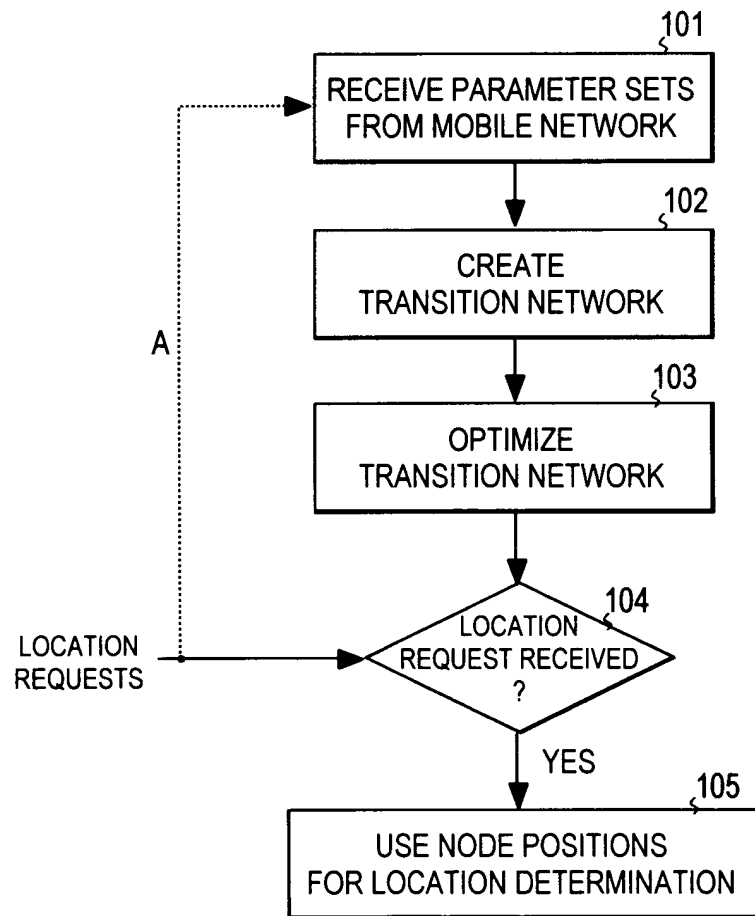 101
RECEIVE PARAMETER SETS
FROM MOBILE NETWORK
102
CREATE
TRANSITION NETWORK
103
OPTIMIZE
TRANSITION NETWORK
A
104
LOCATION
REQUESTS
LOCATION
REQUEST RECEIVED
?
YES
105
USE NODE POSITIONS
FOR LOCATION DETERMINATION